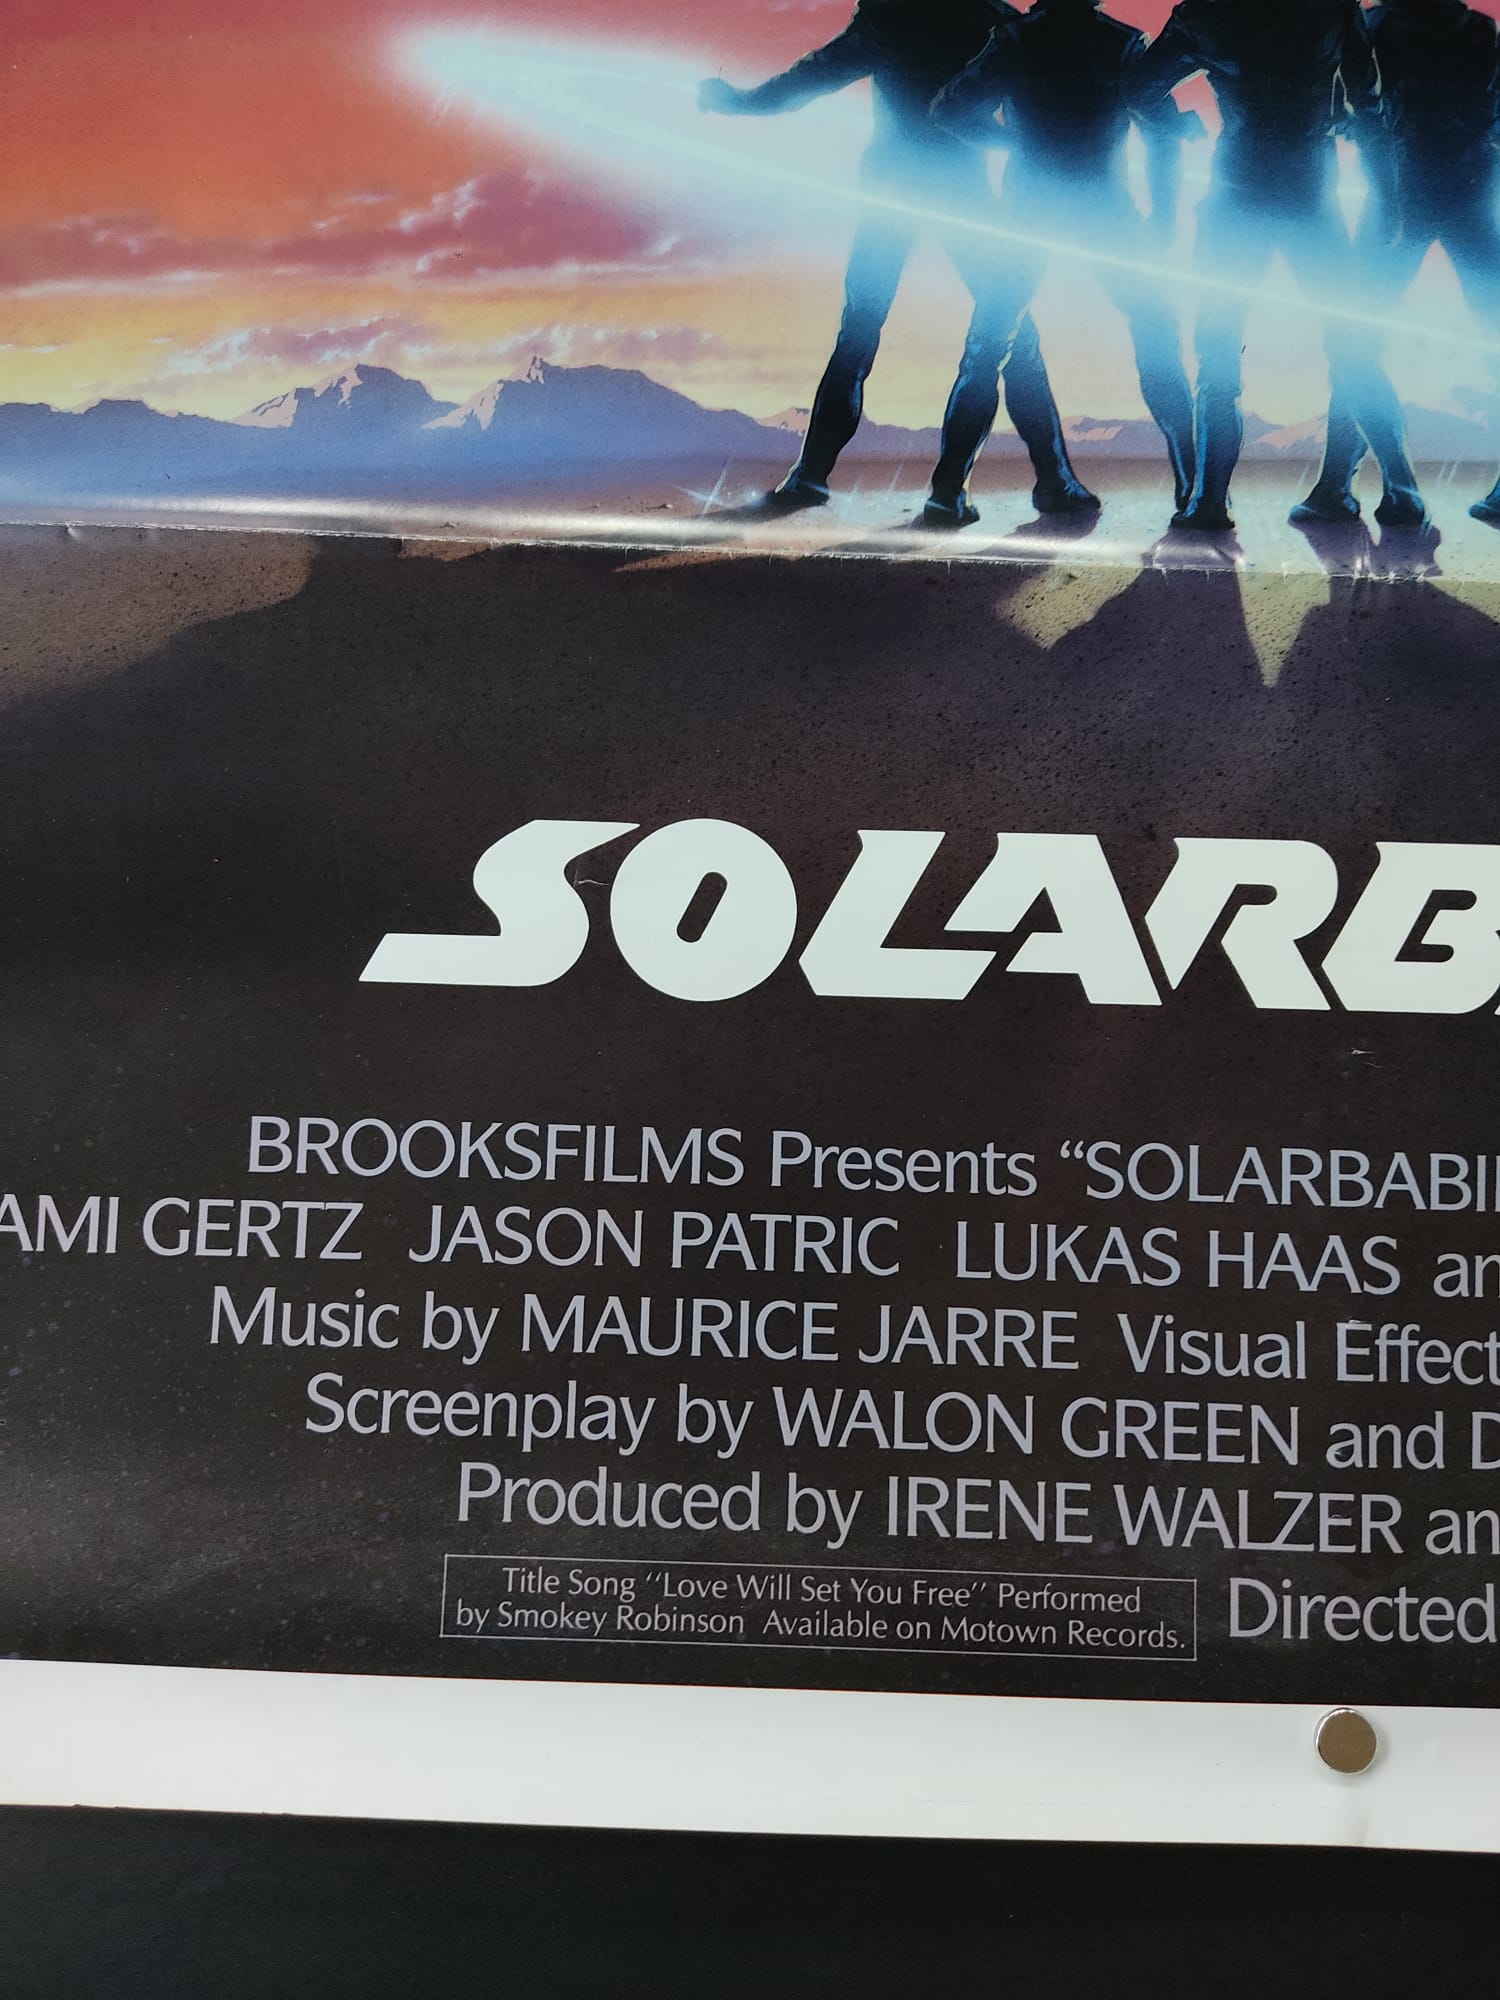 SOLARB
BROOKSFILMS Presents “SOLARBABI
AMI GERTZ JASON PATRIC LUKAS HAAS an
Music by MAURICE JARRE Visual Effect
Screenplay by WALON GREEN and D
Produced by IRENE WALZER an
Title Song "Love Will Set You Free" Performed
by Smokey Robinson Available on Motown Records.
Directed